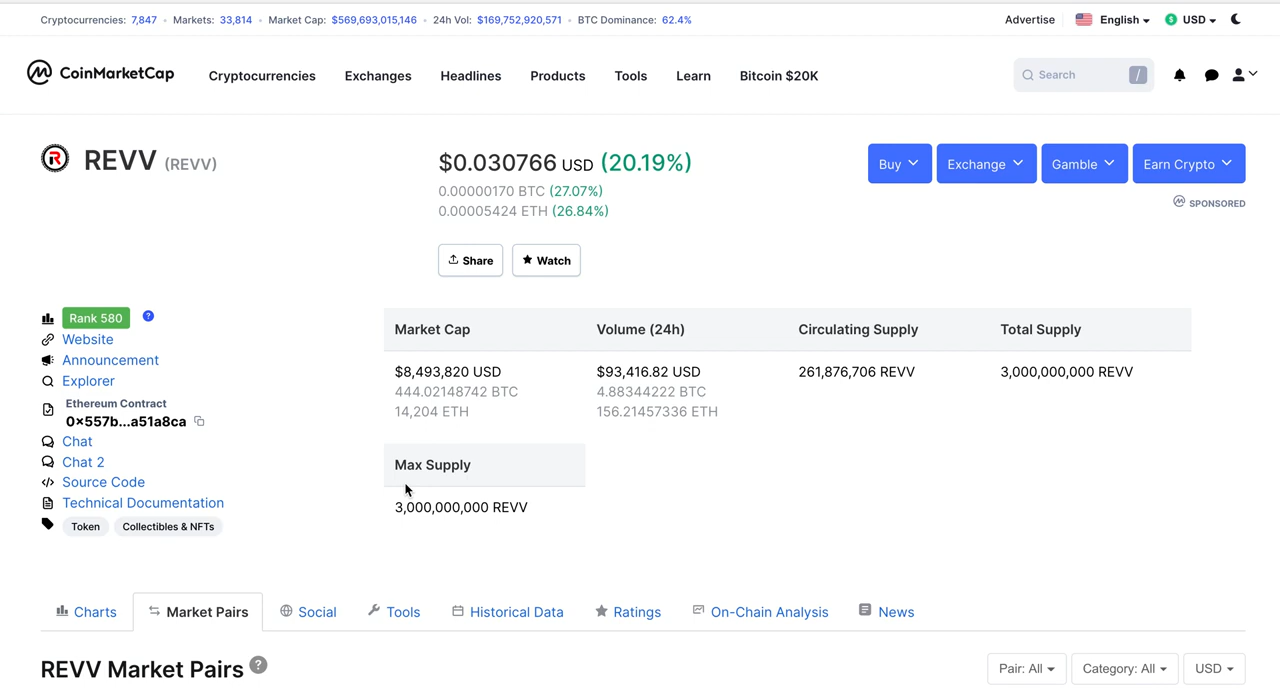 Cryptocurrencies: 7,847 • Markets: 33,814 • Market Cap: $569,693,015,146 • 24h Vol: $169,752,920,571 • BTC Dominance: 62.4% Advertise English USD
CoinMarketCap Cryptocurrencies Exchanges Headlines Products Tools Learn Bitcoin $20K Search /
REVV (REVV) $0.030766 USD (20.19%) Buy Exchange Gamble Earn Crypto
0.00000170 BTC (27.07%)
0.00005424 ETH (26.84%)
SPONSORED
Share Watch
Rank 580 ?
Website
Announcement
Explorer
Ethereum Contract
0×557b...a51a8ca
Chat
Chat 2
Source Code
Technical Documentation
Token Collectibles & NFTs
Market Cap Volume (24h) Circulating Supply Total Supply
$8,493,820 USD $93,416.82 USD 261,876,706 REVV 3,000,000,000 REVV
444.02148742 BTC 4.88344222 BTC
14,204 ETH 156.21457336 ETH
Max Supply
3,000,000,000 REVV
Charts Market Pairs Social Tools Historical Data Ratings On-Chain Analysis News
REVV Market Pairs ? Pair: All Category: All USD